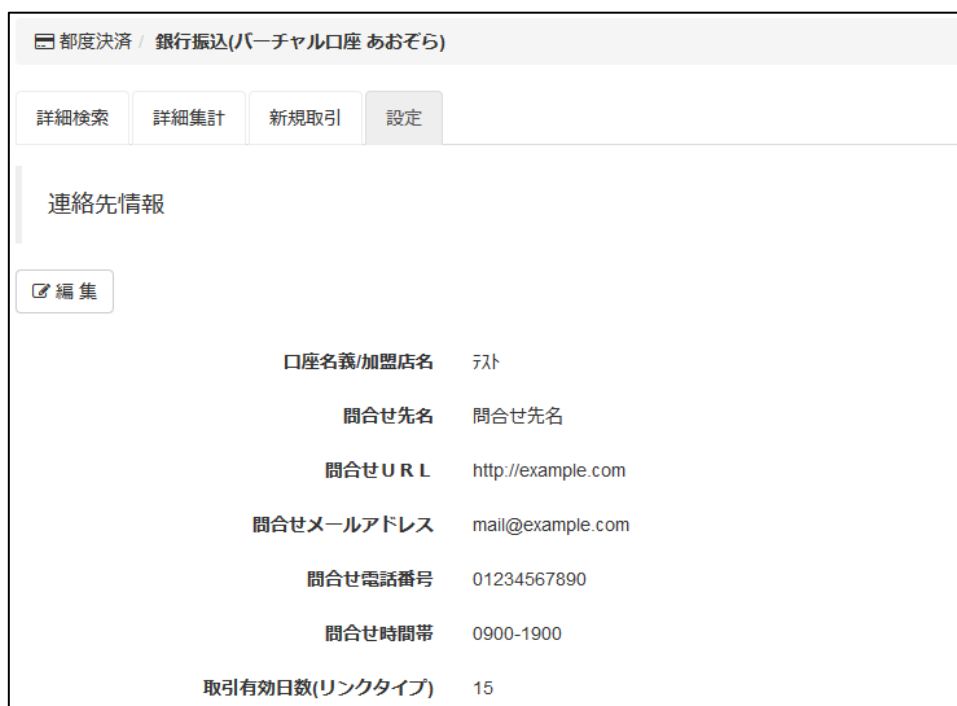 都度決済 / 銀行振込(バーチャル口座 あおぞら)
詳細検索 詳細集計 新規取引 設定
連絡先情報
編 集
口座名義/加盟店名 ﾃｽﾄ
問合せ先名 問合せ先名
問合せＵＲＬ http://example.com
問合せメールアドレス mail@example.com
問合せ電話番号 01234567890
問合せ時間帯 0900-1900
取引有効日数(リンクタイプ) 15